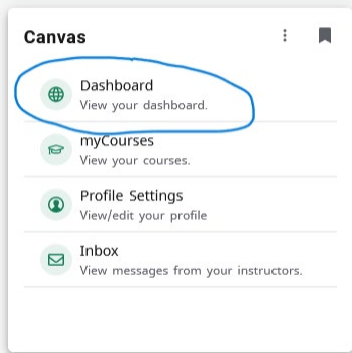 Canvas
Dashboard
View your dashboard.
myCourses
View your courses.
Profile Settings
View/edit your profile
Inbox
View messages from your instructors.